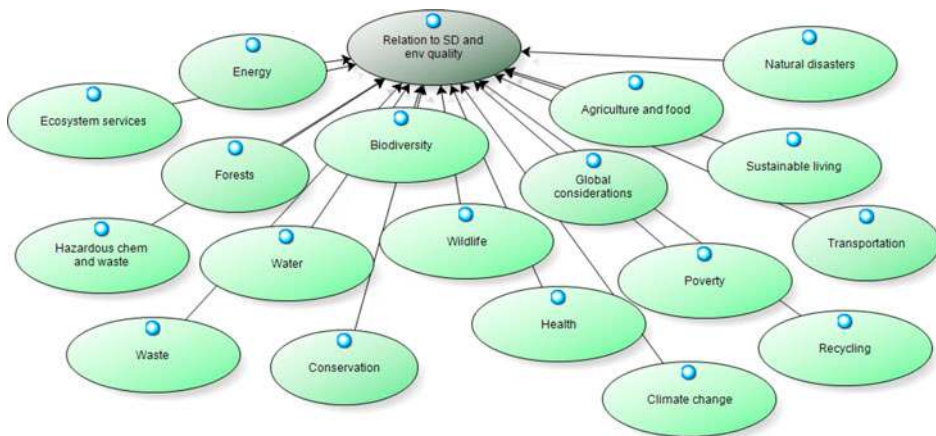 Relation to SD and
env quality
Energy
Natural disasters
Ecosystem services
Agriculture and food
Biodiversity
Sustainable living
Forests
Global
considerations
Hazardous chem
and waste
Water
Wildlife
Transportation
Poverty
Health
Waste
Conservation
Recycling
Climate change